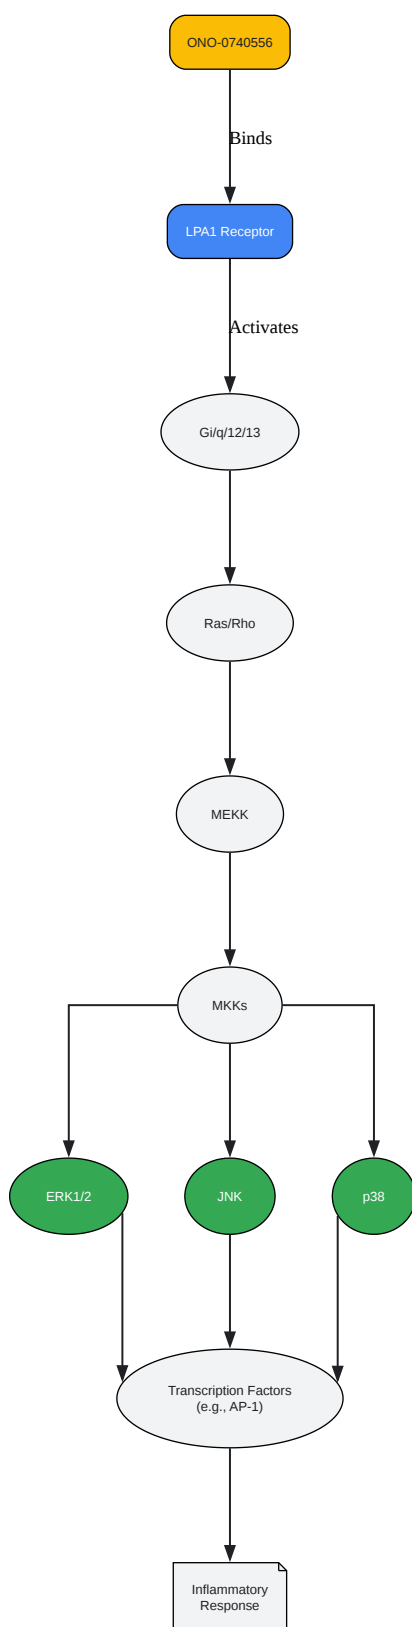 ONO-0740556
Binds
LPA1 Receptor
Activates
Gi/q/12/13
Ras/Rho
MEKK
MKKs
ERK1/2
JNK
p38
Transcription Factors
(e.g., AP-1)
Inflammatory
Response